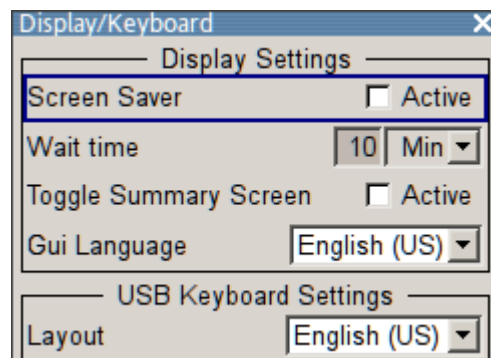 Display/Keyboard X
Display Settings
Screen Saver Active
Wait time 10 Min
Toggle Summary Screen Active
Gui Language English (US)
USB Keyboard Settings
Layout English (US)